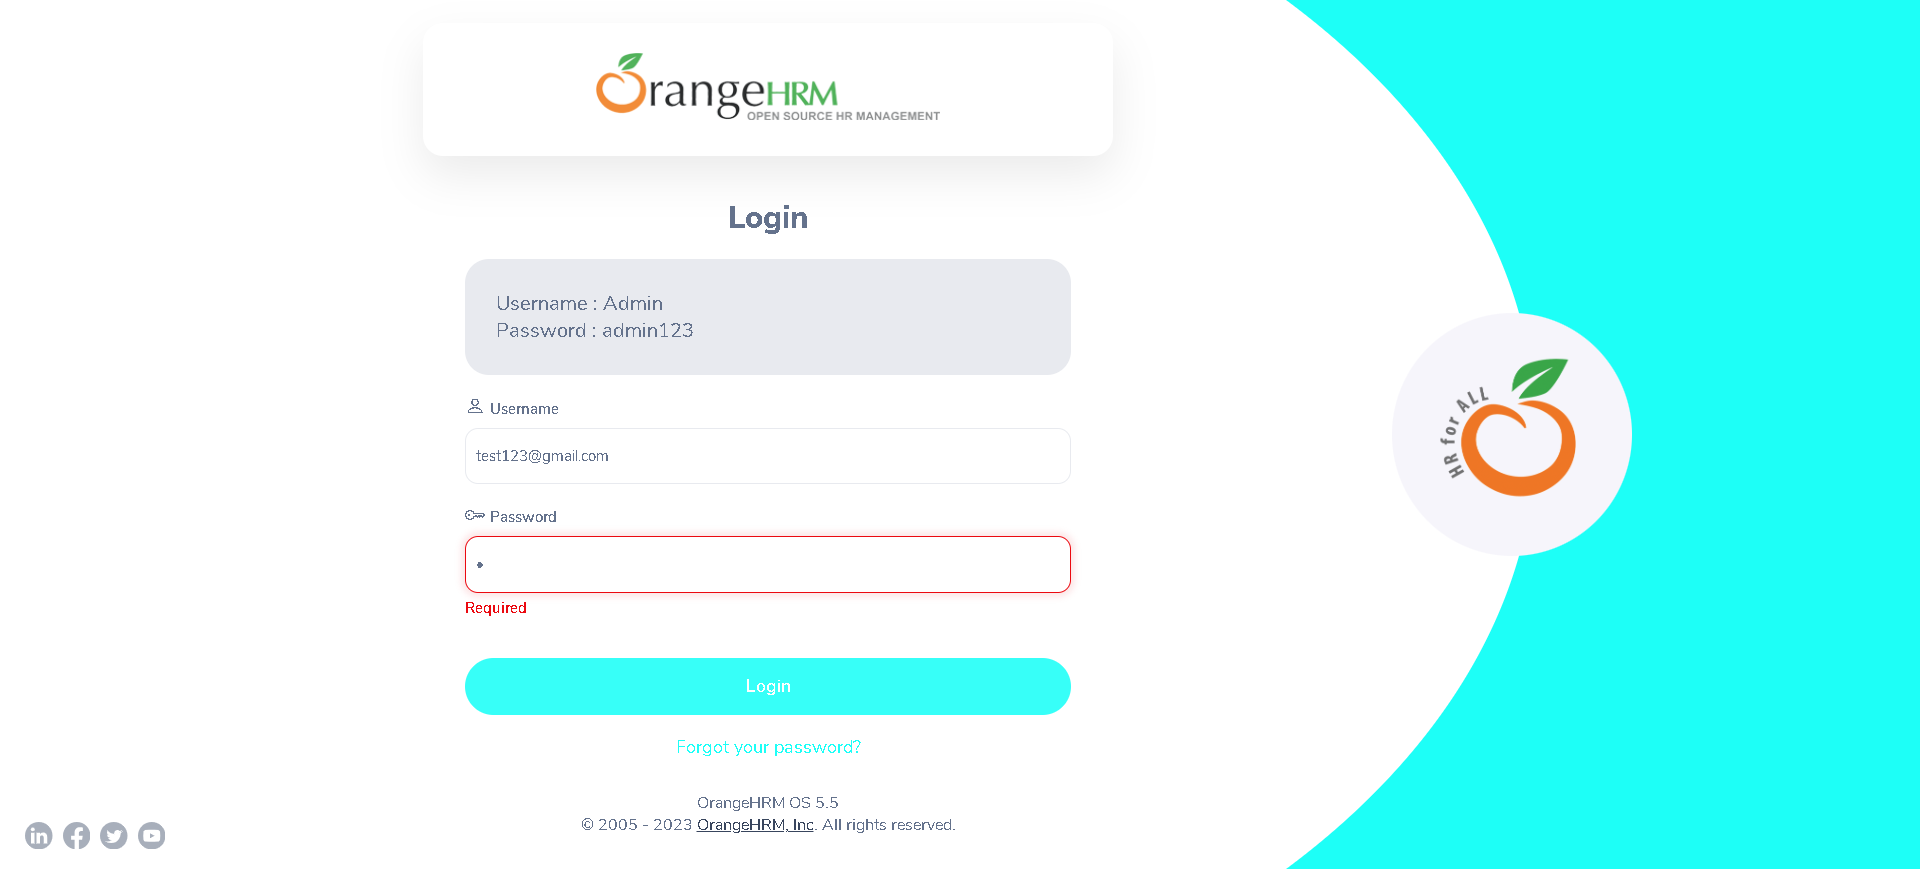 OrangeHRM
OPEN SOURCE HR MANAGEMENT
Login
Username : Admin
Password : admin123
Username
test123@gmail.com
Password
•
Required
Login
Forgot your password?
OrangeHRM OS 5.5
© 2005 - 2023 OrangeHRM, Inc. All rights reserved.
in
HR for ALL